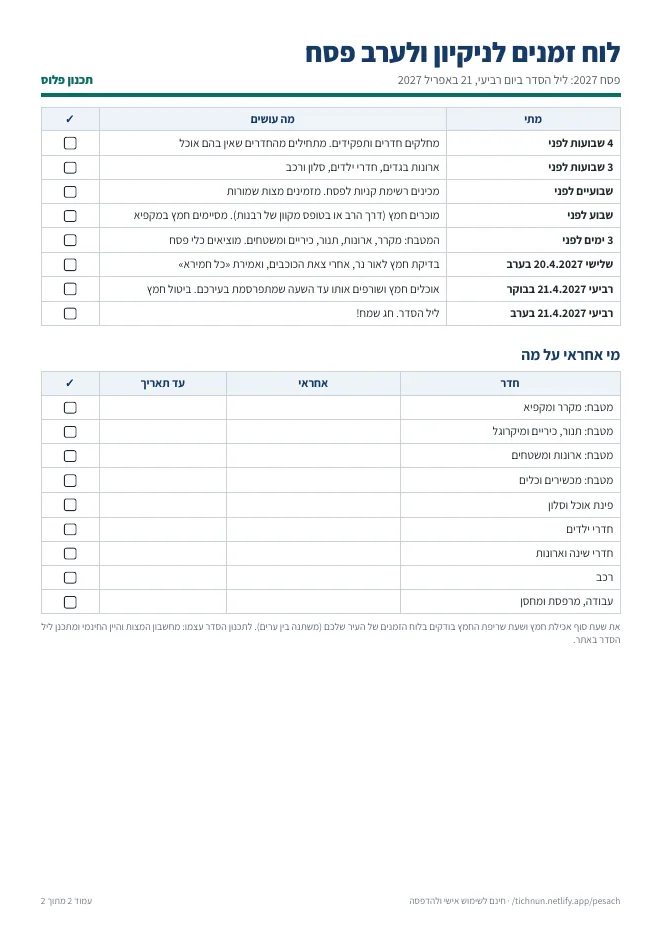 לוח זמנים לניקיון ולערב פסח
פסח 2027: ליל הסדר ביום רביעי, 21 באפריל 2027
תכנון פלוס
מתי מה עושים ✓
4 שבועות לפני מחלקים חדרים ותפקידים. מתחילים מהחדרים שאין בהם אוכל
3 שבועות לפני ארונות בגדים, חדרי ילדים, סלון ורכב
שבועיים לפני מכינים רשימת קניות לפסח. מזמינים מצות שמורות
שבוע לפני מוכרים חמץ (דרך הרב או בטופס מקוון של רבנות). מסיימים חמץ במקפיא
3 ימים לפני המטבח: מקרר, ארונות, תנור, כיריים ומשטחים. מוציאים כלי פסח
שלישי 20.4.2027 בערב בדיקת חמץ לאור נר, אחרי צאת הכוכבים, ואמירת «כל חמירא»
רביעי 21.4.2027 בבוקר אוכלים חמץ ושורפים אותו עד השעה שמתפרסמת בעירכם. ביטול חמץ
רביעי 21.4.2027 בערב ליל הסדר. חג שמח!
מי אחראי על מה
חדר אחראי עד תאריך ✓
מטבח: מקרר ומקפיא
מטבח: תנור, כיריים ומיקרוגל
מטבח: ארונות ומשטחים
מטבח: מכשירים וכלים
פינת אוכל וסלון
חדרי ילדים
חדרי שינה וארונות
רכב
עבודה, מרפסת ומחסן
את שעת סוף אכילת חמץ ושעת שריפת החמץ בודקים בלוח הזמנים של העיר שלכם (משתנה בין ערים). לתכנון הסדר עצמו: מחשבון המצות והיין החינמי ומתכנן ליל
הסדר באתר.
tichnun.netlify.app/pesach/ · חינם לשימוש אישי ולהדפסה
עמוד 2 מתוך 2